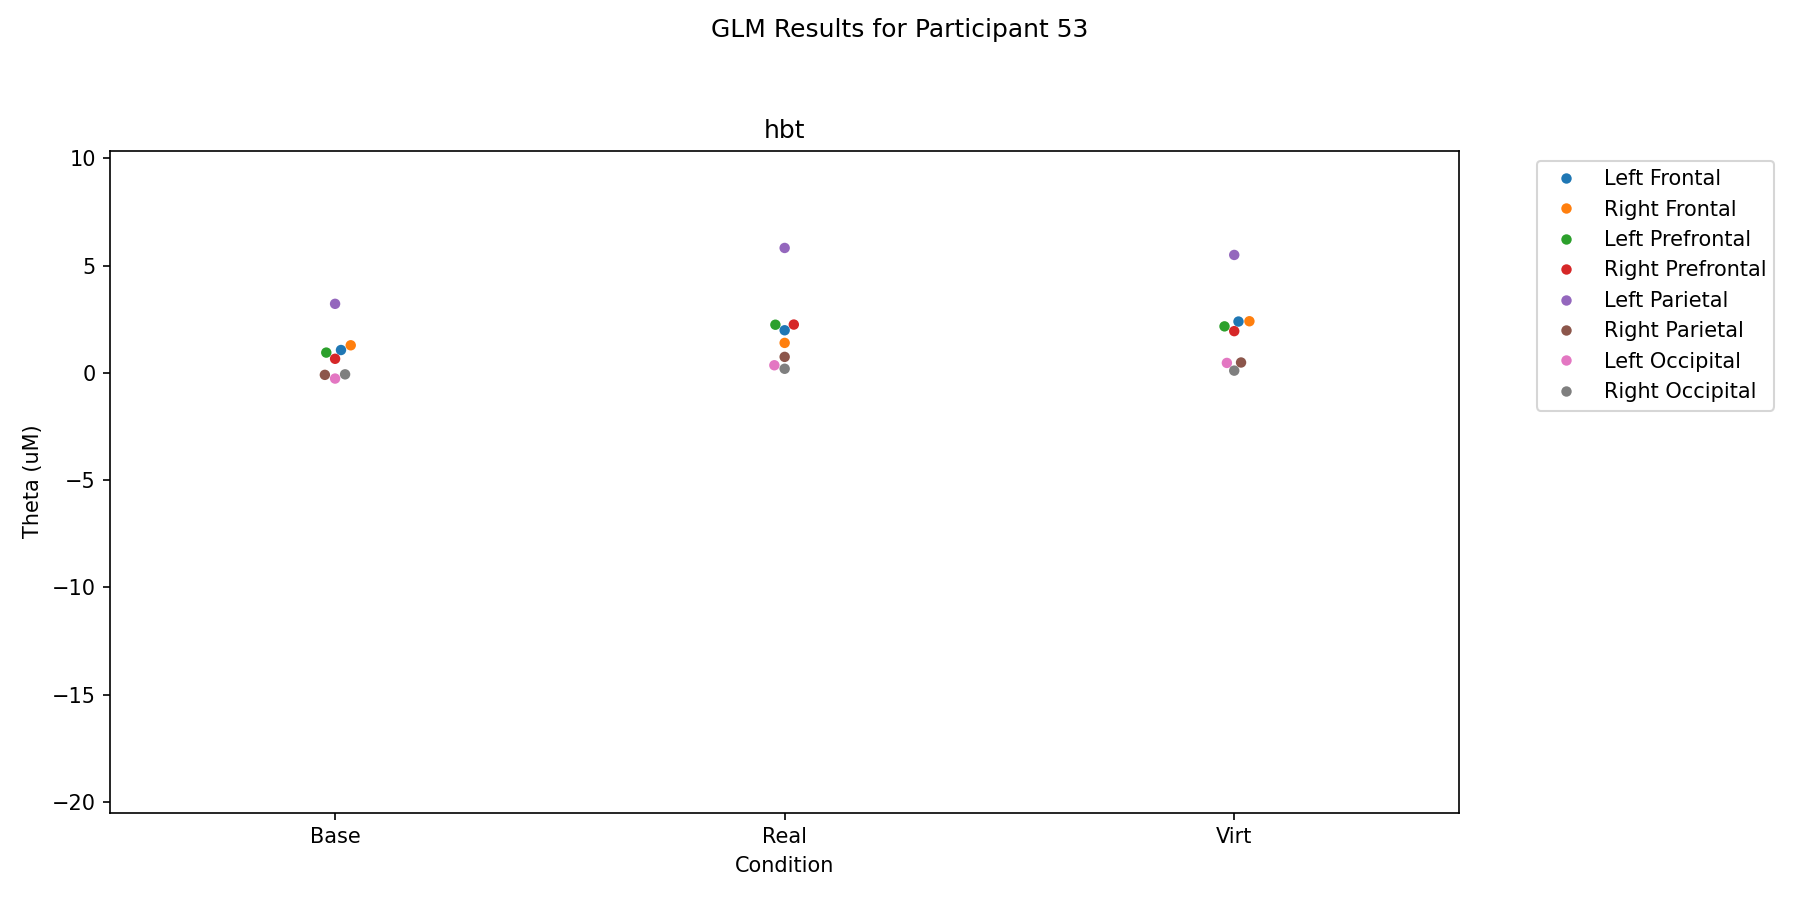 GLM Results for Participant 53
hbt
10
5
0
−5
−10
−15
−20
Theta (uM)
Base
Real
Virt
Condition
Left Frontal
Right Frontal
Left Prefrontal
Right Prefrontal
Left Parietal
Right Parietal
Left Occipital
Right Occipital